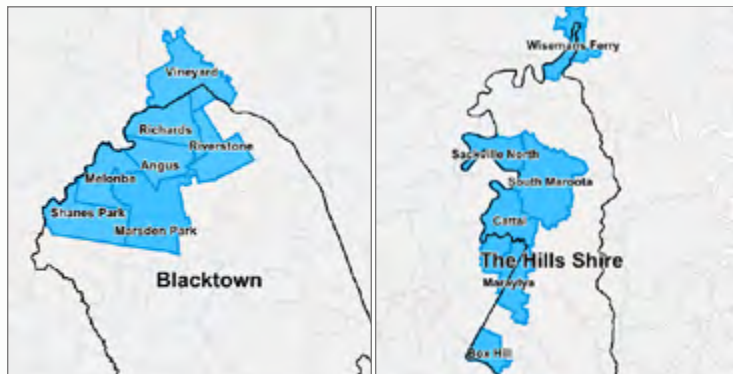 Vineyard
Richards
Riverstone
Angus
Melonba
Shanes Park
Marsden Park
Blacktown
Wisemans Ferry
Sackville North
South Maroota
Cattai
The Hills Shire
Maraylya
Box Hill